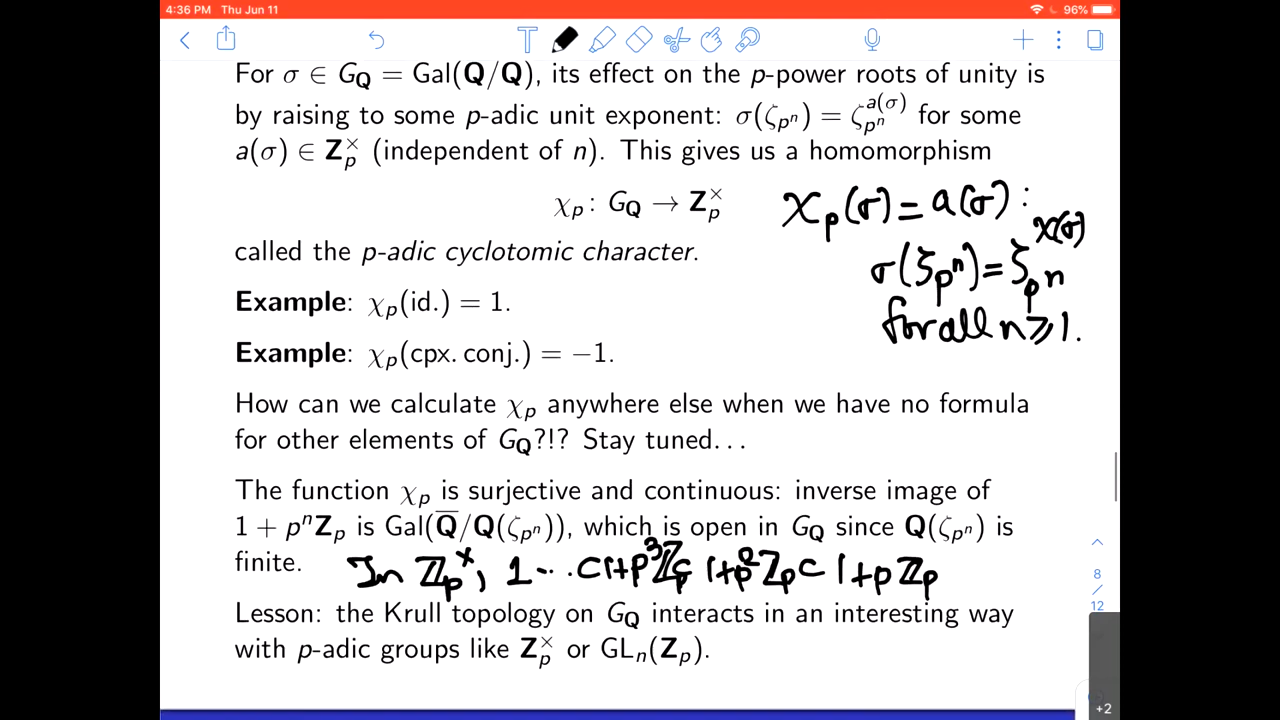 4:36 PM Thu Jun 11
96%
For σ ∈ G_Q = Gal(Q̅/Q), its effect on the p-power roots of unity is
by raising to some p-adic unit exponent: σ(ζ_{p^n}) = ζ_{p^n}^{a(σ)} for some
a(σ) ∈ Z_p^× (independent of n). This gives us a homomorphism
χ_p : G_Q → Z_p^×
χ_p(σ) = a(σ) :
called the p-adic cyclotomic character.
σ(ζ_{p^n}) = ζ_{p^n}^{χ(σ)}
Example: χ_p(id.) = 1.
for all n ⩾ 1.
Example: χ_p(cpx. conj.) = −1.
How can we calculate χ_p anywhere else when we have no formula
for other elements of G_Q?!? Stay tuned...
The function χ_p is surjective and continuous: inverse image of
1 + p^n Z_p is Gal(Q̅/Q(ζ_{p^n})), which is open in G_Q since Q(ζ_{p^n}) is
finite.
In ℤ_p^×, 1 ... ⊂ 1+p^3 ℤ_p ⊂ 1+p^2 ℤ_p ⊂ 1+p ℤ_p
Lesson: the Krull topology on G_Q interacts in an interesting way
with p-adic groups like Z_p^× or GL_n(Z_p).
8
/
12
+2